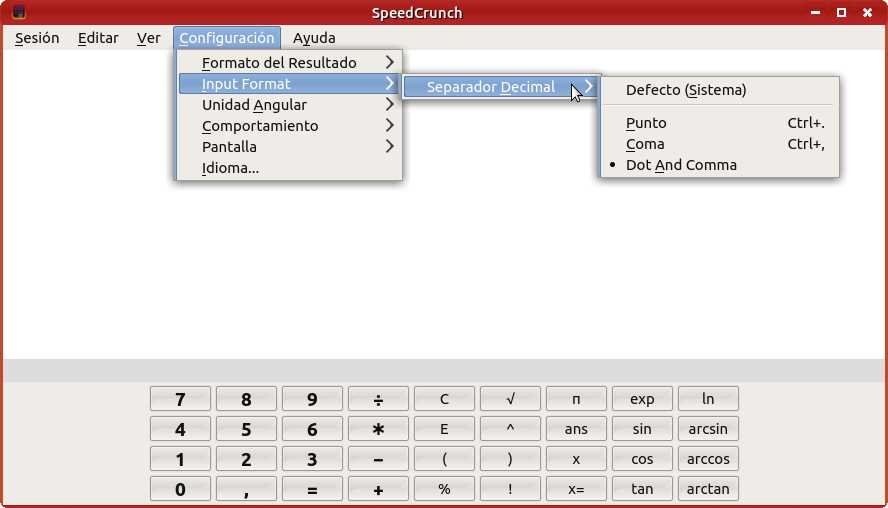 SpeedCrunch
Sesión Editar Ver Configuración Ayuda
Formato del Resultado
Input Format
Unidad Angular
Comportamiento
Pantalla
Idioma...
Separador Decimal
Defecto (Sistema)
Punto Ctrl+.
Coma Ctrl+,
Dot And Comma
7 8 9 ÷ C √ π exp ln
4 5 6 ∗ E ^ ans sin arcsin
1 2 3 − ( ) x cos arccos
0 , = + % ! x= tan arctan